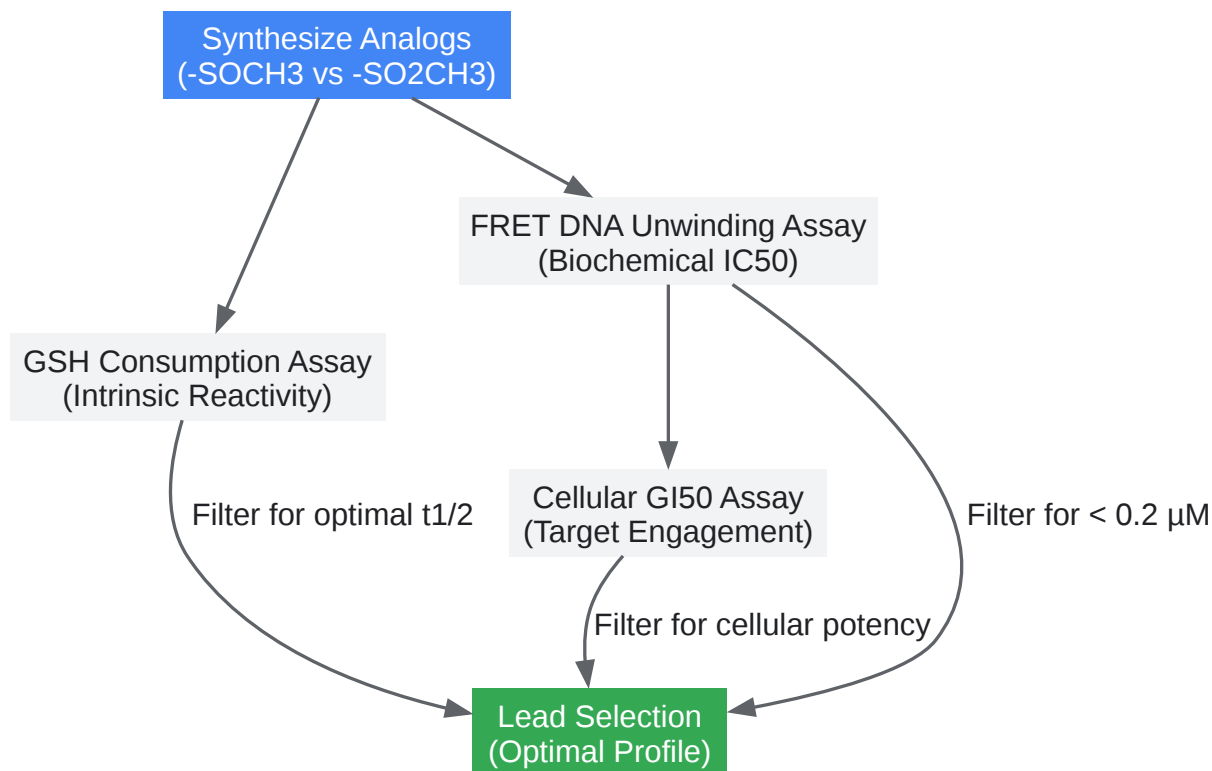 Synthesize Analogs
(-SOCH3 vs -SO2CH3)
FRET DNA Unwinding Assay
(Biochemical IC50)
GSH Consumption Assay
(Intrinsic Reactivity)
Cellular GI50 Assay
(Target Engagement)
Filter for optimal t1/2
Filter for < 0.2 µM
Filter for cellular potency
Lead Selection
(Optimal Profile)